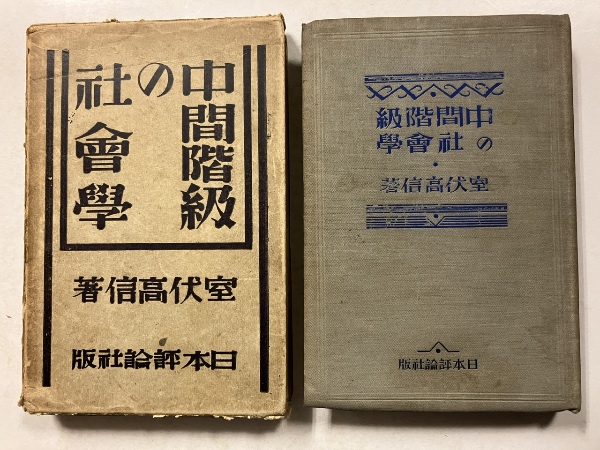 中間階級
の
社會學
著信高伏室
版社論評本日
中間階級
の社會學
著信高伏室
版社論評本日